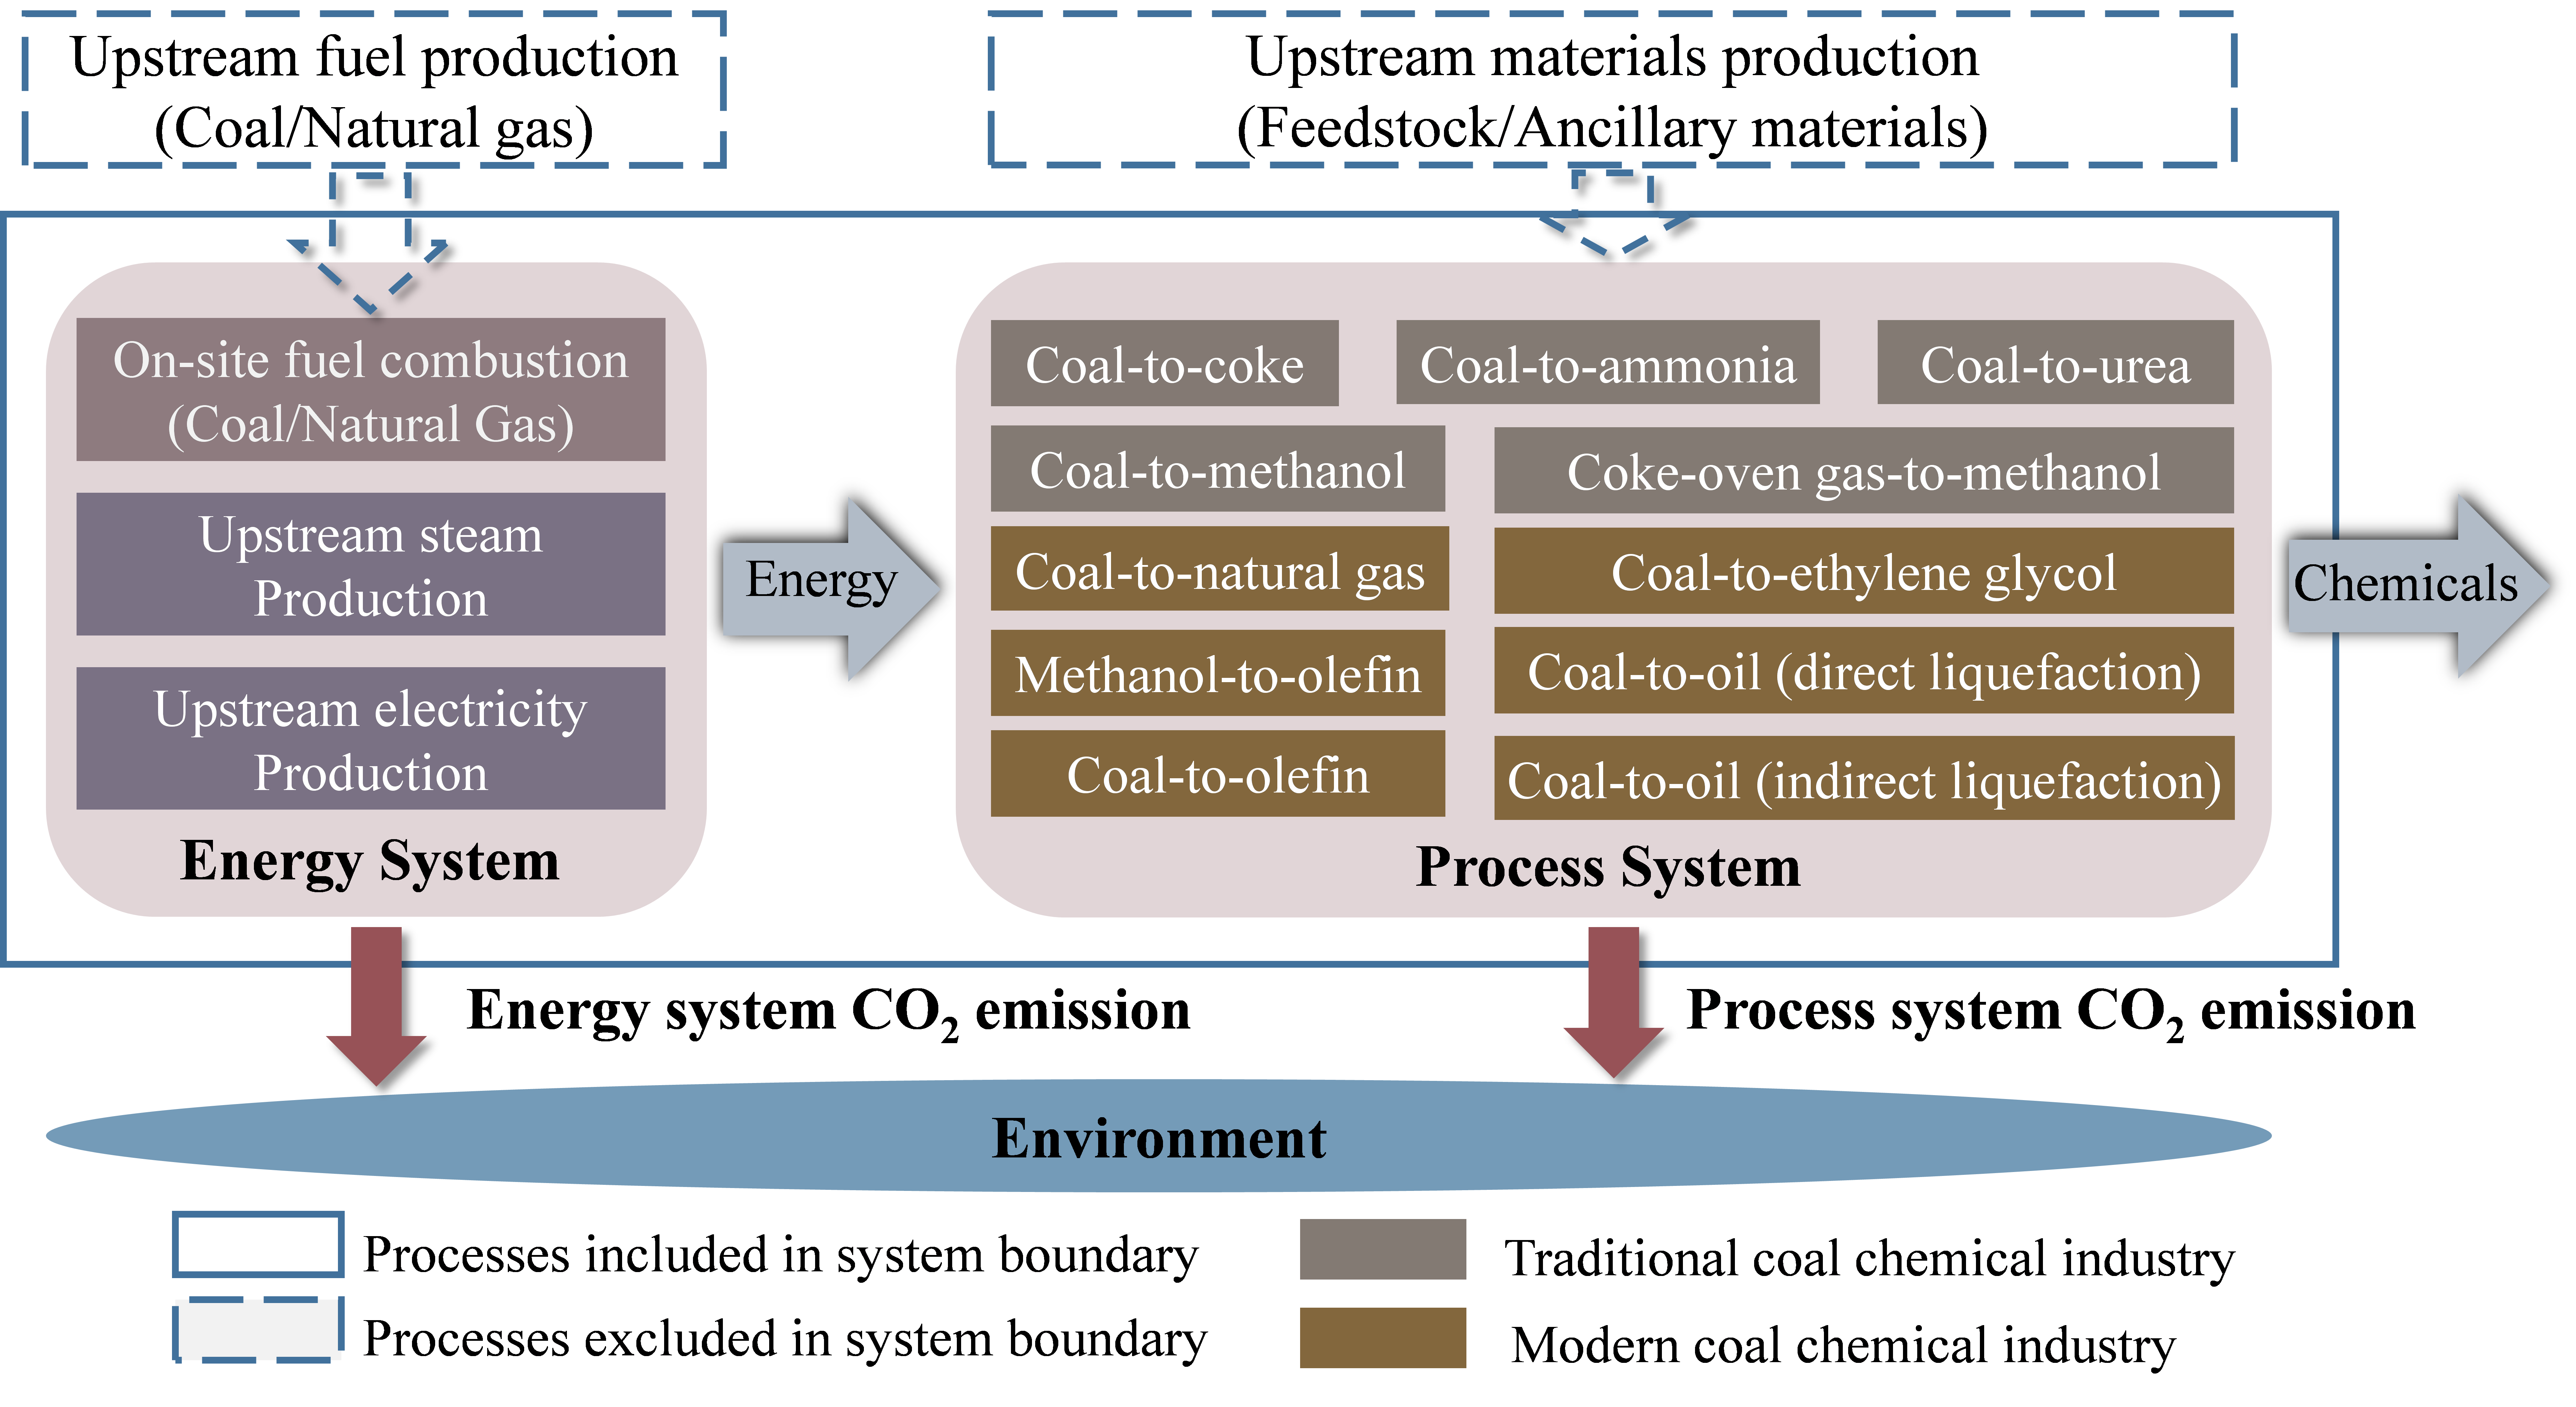 Upstream fuel production
(Coal/Natural gas)
Upstream materials production
(Feedstock/Ancillary materials)
On-site fuel combustion
(Coal/Natural Gas)
Upstream steam
Production
Upstream electricity
Production
Energy System
Energy
Coal-to-coke
Coal-to-ammonia
Coal-to-urea
Coal-to-methanol
Coke-oven gas-to-methanol
Coal-to-natural gas
Coal-to-ethylene glycol
Methanol-to-olefin
Coal-to-oil (direct liquefaction)
Coal-to-olefin
Coal-to-oil (indirect liquefaction)
Process System
Chemicals
Energy system CO₂ emission
Process system CO₂ emission
Environment
Processes included in system boundary
Processes excluded in system boundary
Traditional coal chemical industry
Modern coal chemical industry